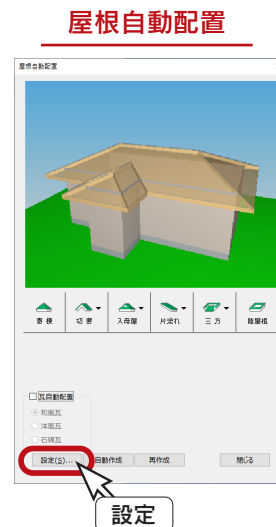 屋根自動配置
屋根自動配置
寄 棟
切 妻
入母屋
片流れ
三 方
陸屋根
瓦自動配置
和風瓦
洋風瓦
石綿瓦
設定(S)...
自動作成
再作成
閉じる
設定